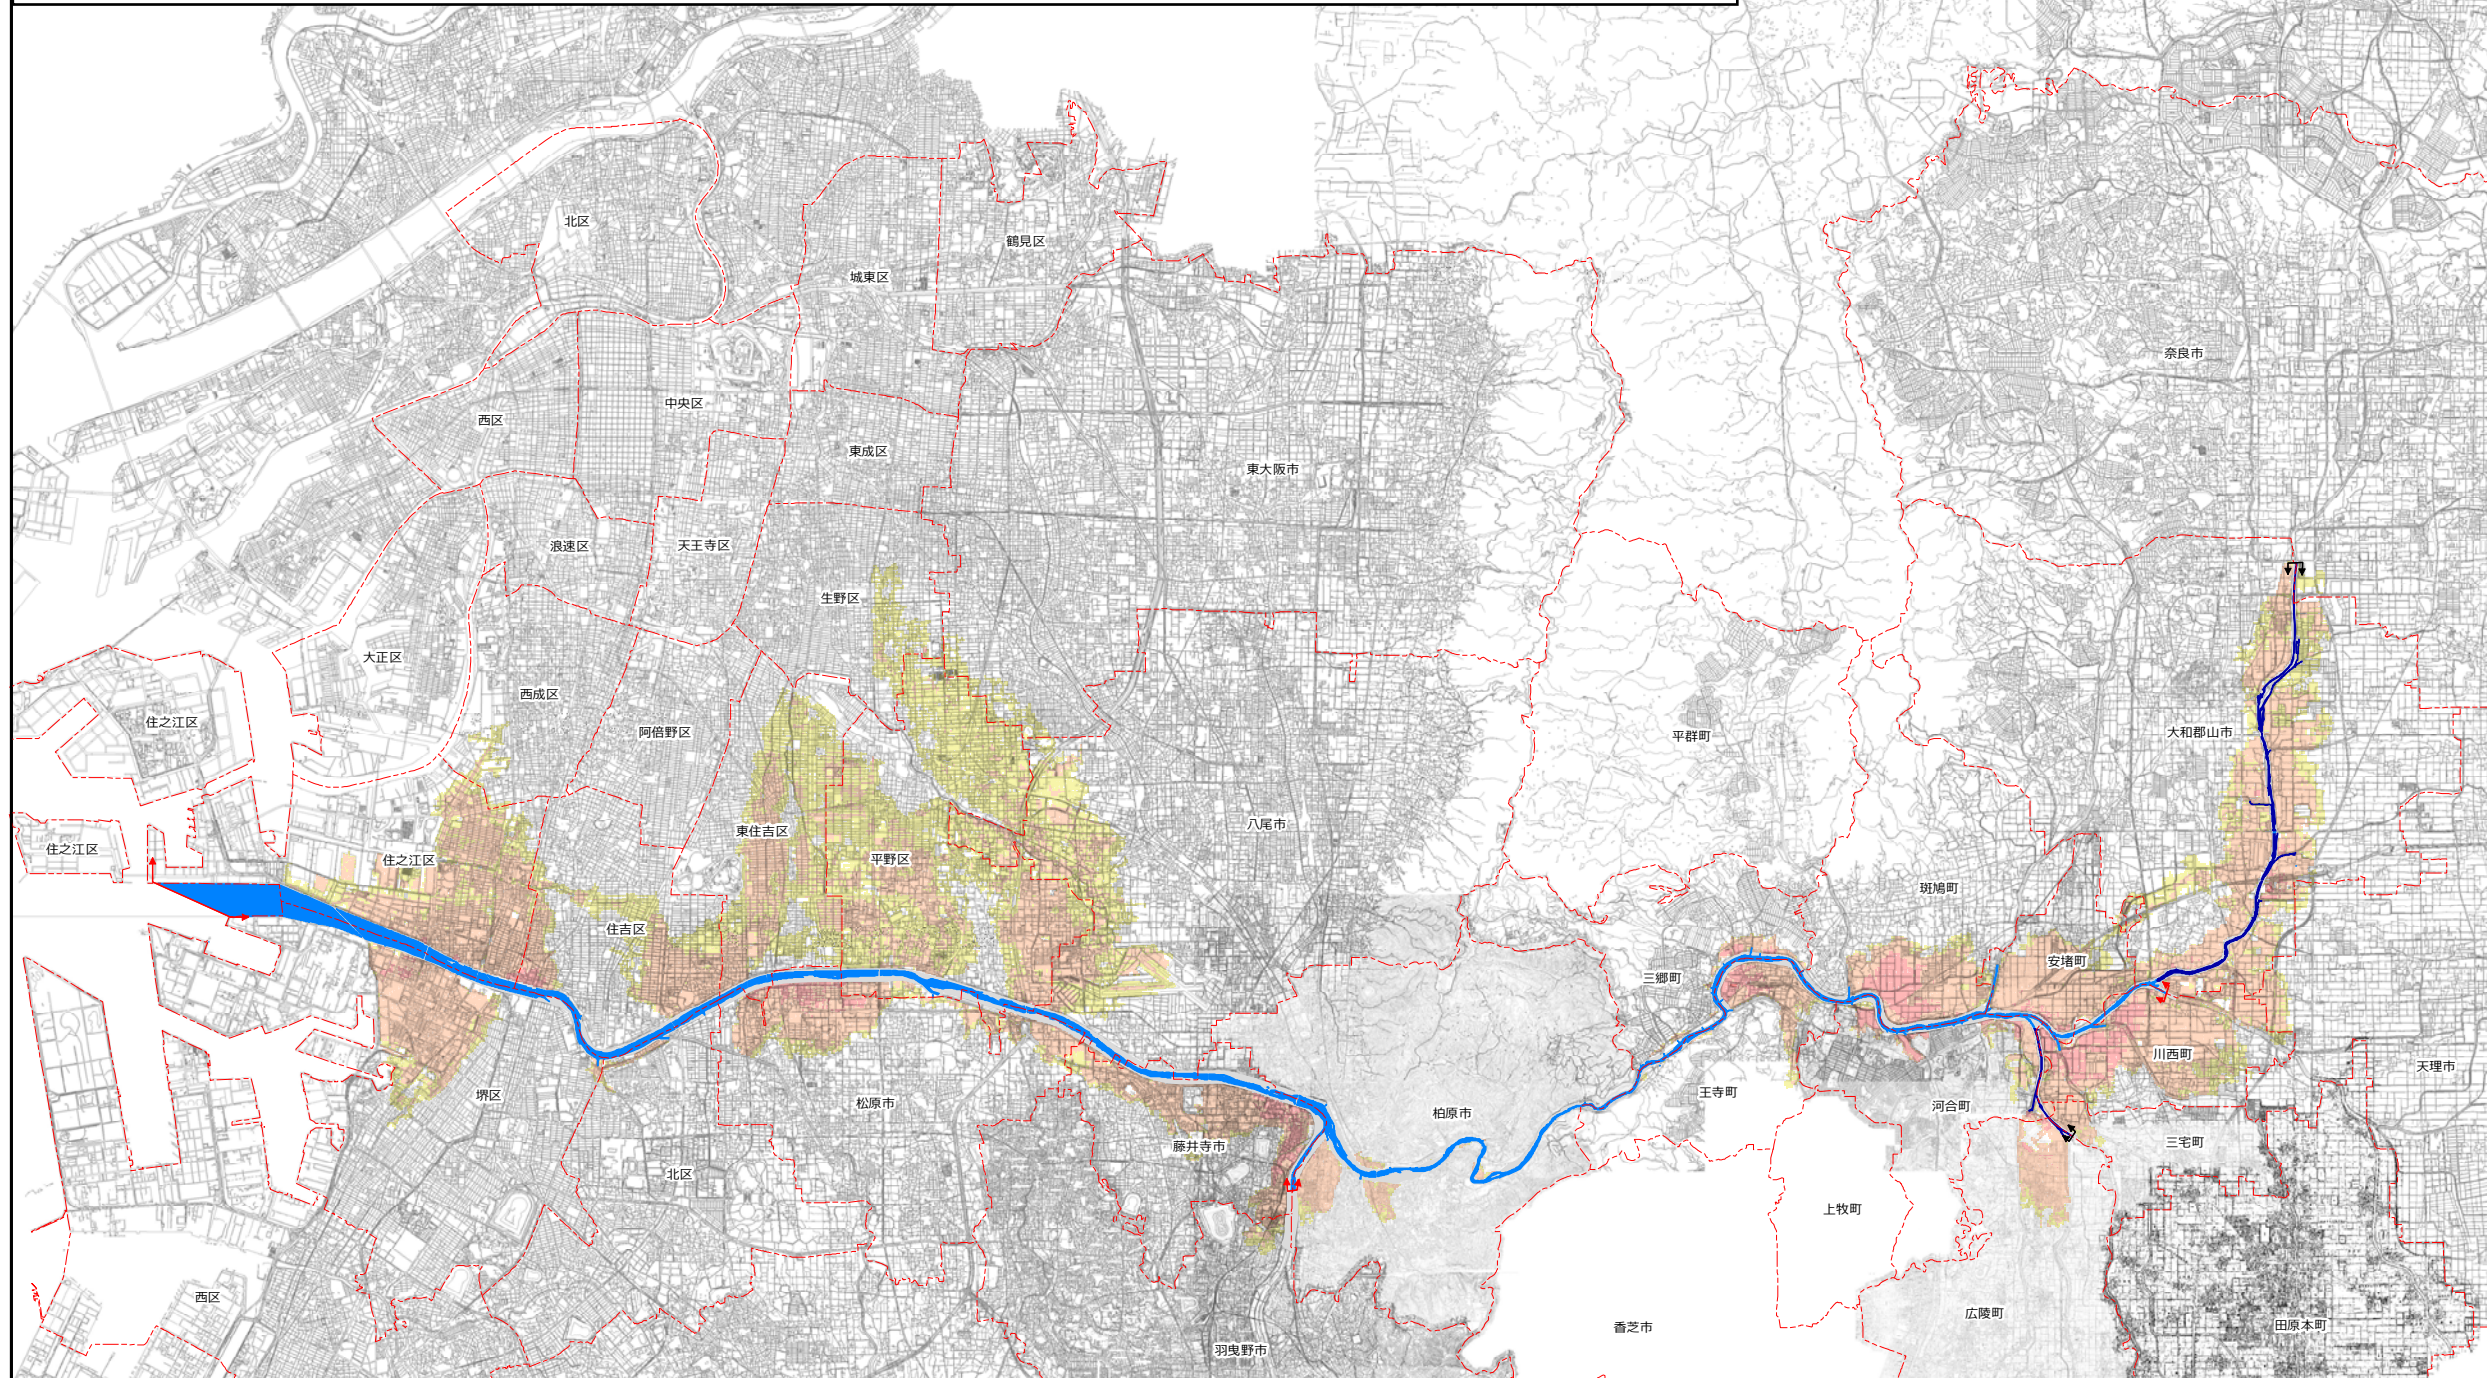 北区
鶴見区
城東区
奈良市
中央区
西区
東成区
東大阪市
浪速区
天王寺区
生野区
大正区
西成区
住之江区
阿倍野区
平群町
大和郡山市
八尾市
東住吉区
住之江区
住之江区
平野区
斑鳩町
住吉区
安堵町
三郷町
川西町
天理市
王寺町
堺区
松原市
河合町
柏原市
三宅町
藤井寺市
北区
上牧町
西区
広陵町
香芝市
田原本町
羽曳野市